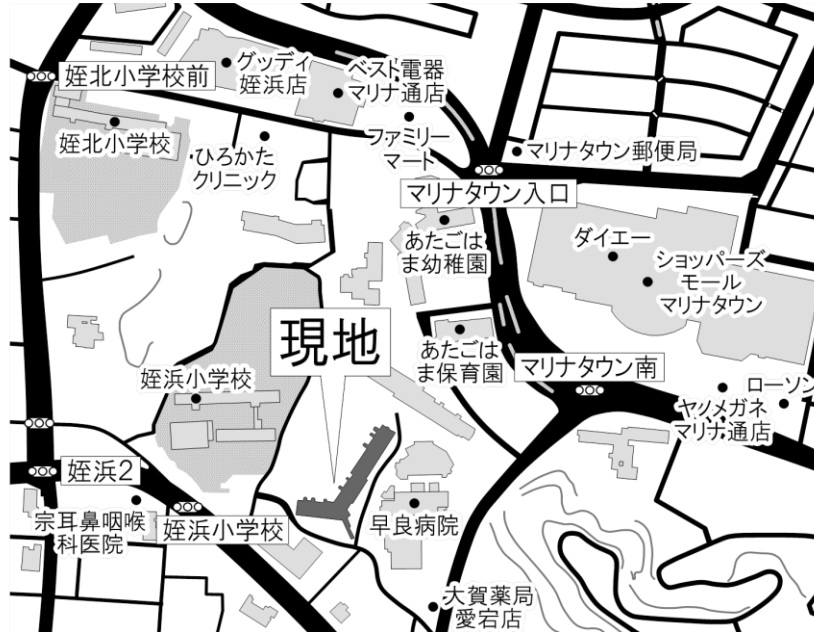 グッディ
姪浜店
ベスト電器
マリナ通店
姪北小学校前
姪北小学校
ひろかた
クリニック
ファミリー
マート
マリナタウン郵便局
マリナタウン入口
あたごは
ま幼稚園
ダイエー
ショッパーズ
モール
マリナタウン
現地
あたごは
ま保育園
マリナタウン南
姪浜小学校
ローソン
ヤノメガネ
マリナ通店
姪浜2
宗耳鼻咽喉
科医院
姪浜小学校
早良病院
大賀薬局
愛宕店